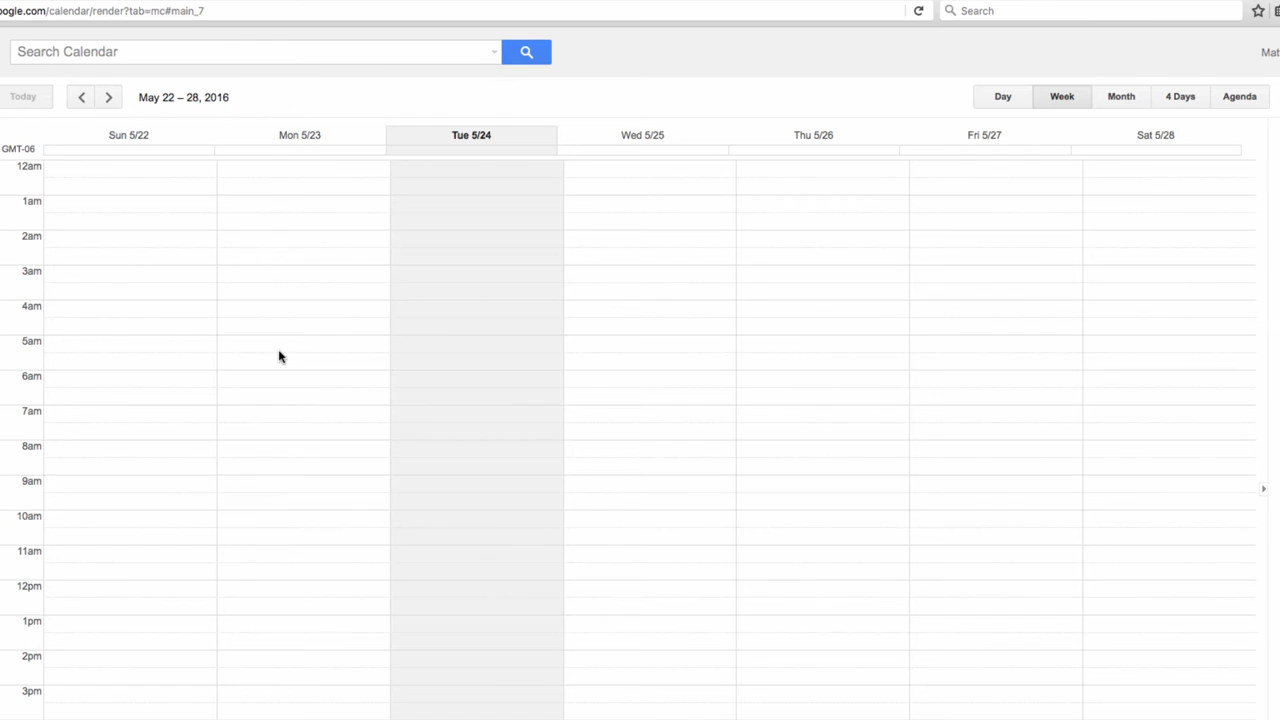 oogle.com/calendar/render?tab=mc#main_7
Search
Search Calendar
Mat
Today
May 22 – 28, 2016
Day
Week
Month
4 Days
Agenda
Sun 5/22
Mon 5/23
Tue 5/24
Wed 5/25
Thu 5/26
Fri 5/27
Sat 5/28
GMT-06
12am
1am
2am
3am
4am
5am
6am
7am
8am
9am
10am
11am
12pm
1pm
2pm
3pm